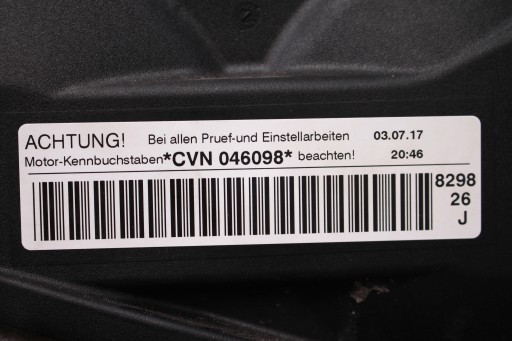 ACHTUNG! Bei allen Pruef-und Einstellarbeiten 03.07.17
Motor-Kennbuchstaben *CVN 046098* beachten! 20:46
8298
26
J